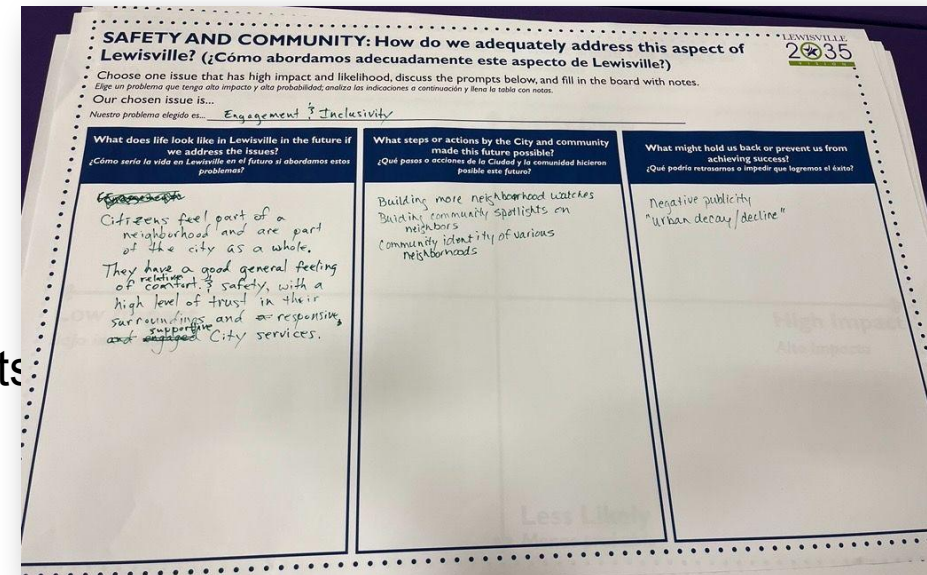 SAFETY AND COMMUNITY: How do we adequately address this aspect of
Lewisville? (¿Cómo abordamos adecuadamente este aspecto de Lewisville?)
LEWISVILLE
2035
Choose one issue that has high impact and likelihood, discuss the prompts below, and fill in the board with notes.
Elige un problema que tenga alto impacto y alta probabilidad; analiza las indicaciones a continuación y llena la tabla con notas.
Our chosen issue is...
Nuestro problema elegido es... Engagement & Inclusivity
What does life look like in Lewisville in the future if
we address the issues?
¿Cómo sería la vida en Lewisville en el futuro si abordamos estos
problemas?
Citizens feel part of a
neighborhood and are part
of the city as a whole.
They have a good general feeling
of relative comfort & safety, with a
high level of trust in their
surroundings and responsive,
supportive City services.
What steps or actions by the City and community
made this future possible?
¿Qué pasos o acciones de la Ciudad y la comunidad hicieron
posible este futuro?
Building more neighborhood watches
Building community spotlights on
neighbors
Community identity of various
neighborhoods
What might hold us back or prevent us from
achieving success?
¿Qué podría retrasarnos o impedir que logremos el éxito?
Negative publicity
"urban decay/decline"
High Impact
Alto impacto
Less Likely
ts